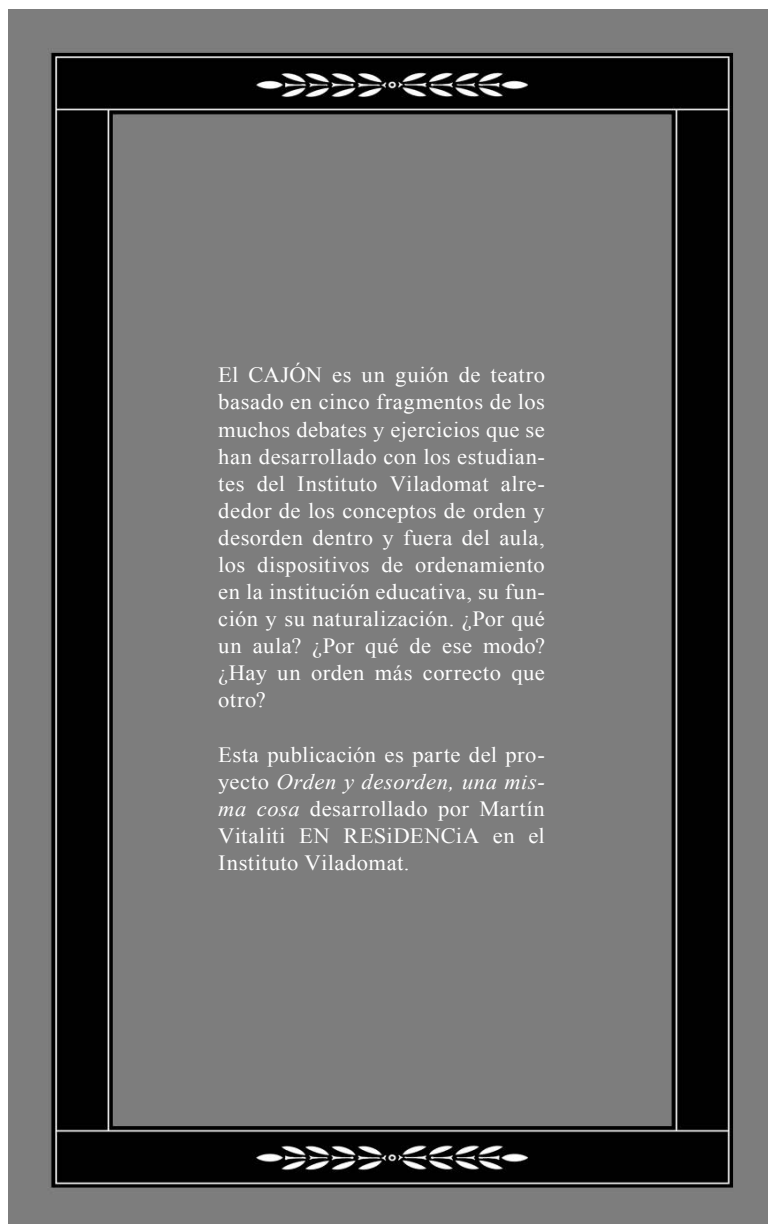 El CAJÓN es un guión de teatro
basado en cinco fragmentos de los
muchos debates y ejercicios que se
han desarrollado con los estudian-
tes del Instituto Viladomat alre-
dedor de los conceptos de orden y
desorden dentro y fuera del aula,
los dispositivos de ordenamiento
en la institución educativa, su fun-
ción y su naturalización. ¿Por qué
un aula? ¿Por qué de ese modo?
¿Hay un orden más correcto que
otro?
Esta publicación es parte del pro-
yecto Orden y desorden, una mis-
ma cosa desarrollado por Martín
Vitaliti EN RESiDENCiA en el
Instituto Viladomat.